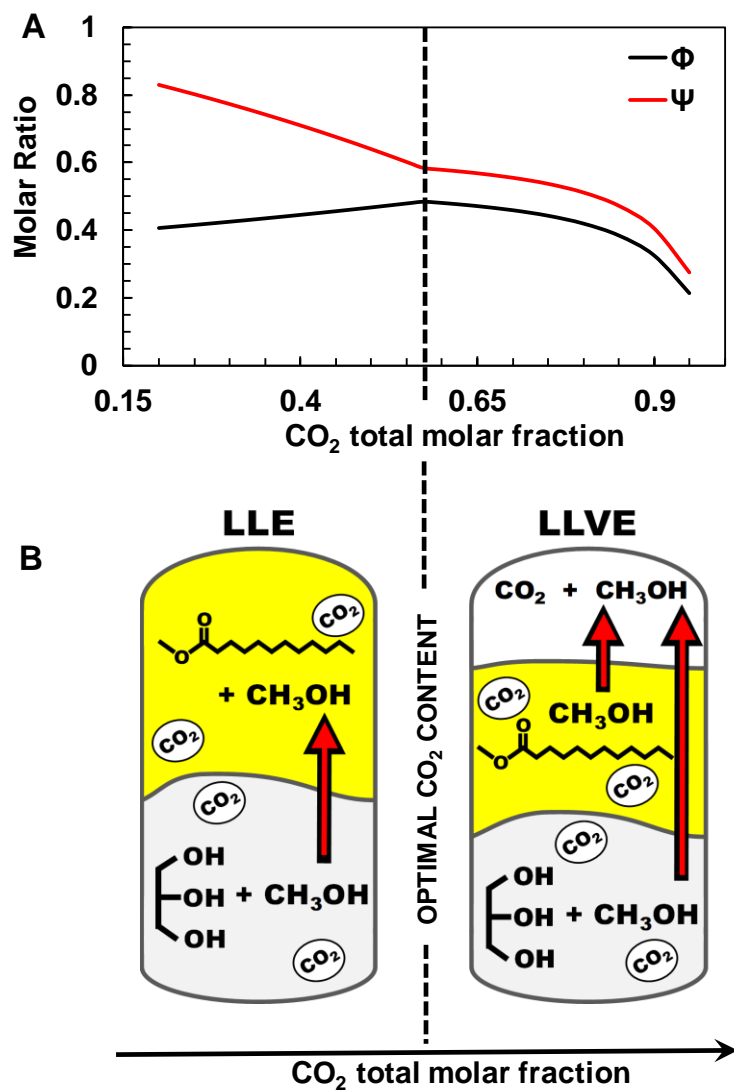 A
1
0.8
0.6
0.4
0.2
0
Molar Ratio
Φ
Ψ
0.15 0.4 0.65 0.9
CO₂ total molar fraction
B
LLE
CO₂
O
O
+ CH₃OH
CO₂
CO₂
OH
OH + CH₃OH
OH
CO₂
OPTIMAL CO₂ CONTENT
LLVE
CO₂ + CH₃OH
CO₂
CH₃OH
O
O
CO₂
CO₂
OH
OH + CH₃OH
OH
CO₂
CO₂ total molar fraction